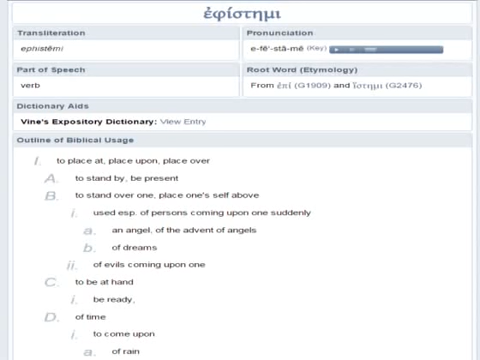 ἐφίστημι
Transliteration Pronunciation
ephistēmi e-fē'-stā-mē (Key)
Part of Speech Root Word (Etymology)
verb From ἐπί (G1909) and ἵστημι (G2476)
Dictionary Aids
Vine's Expository Dictionary: View Entry
Outline of Biblical Usage
I. to place at, place upon, place over
A. to stand by, be present
B. to stand over one, place one's self above
i. used esp. of persons coming upon one suddenly
a. an angel, of the advent of angels
b. of dreams
ii. of evils coming upon one
C. to be at hand
i. be ready,
D. of time
i. to come upon
a. of rain